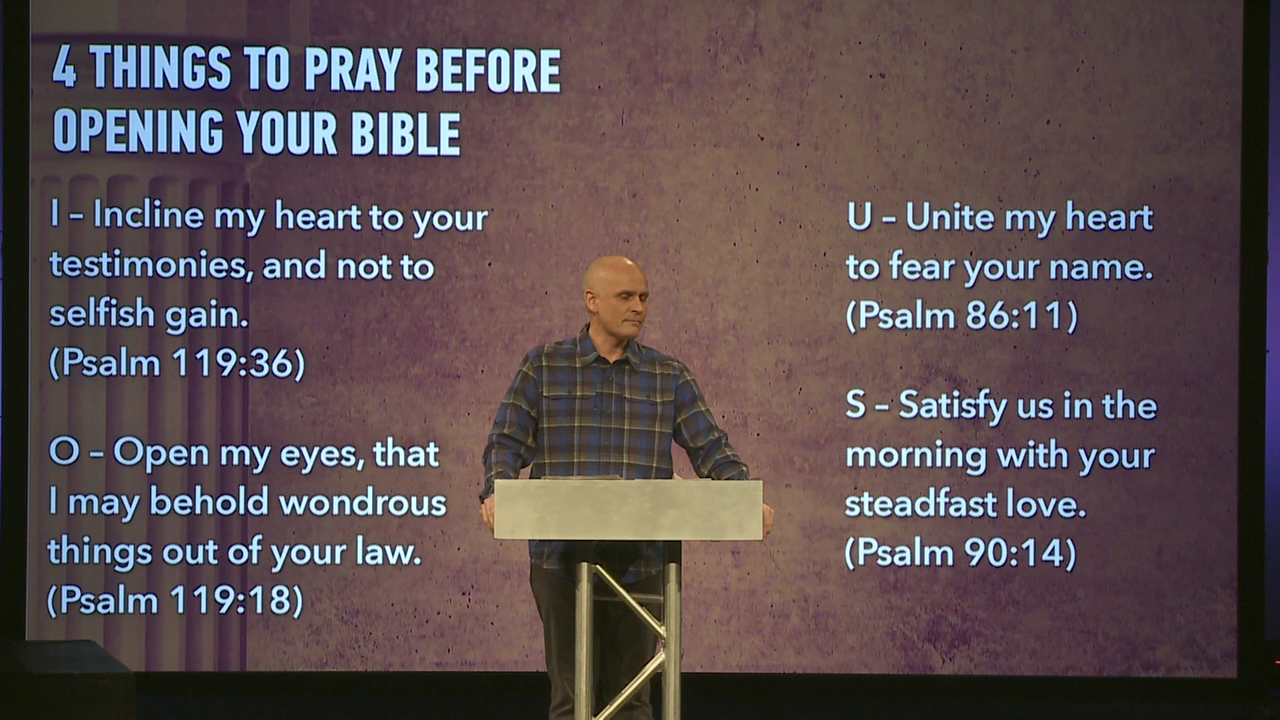 4 THINGS TO PRAY BEFORE
OPENING YOUR BIBLE
I – Incline my heart to your
testimonies, and not to
selfish gain.
(Psalm 119:36)
O – Open my eyes, that
I may behold wondrous
things out of your law.
(Psalm 119:18)
U – Unite my heart
to fear your name.
(Psalm 86:11)
S – Satisfy us in the
morning with your
steadfast love.
(Psalm 90:14)